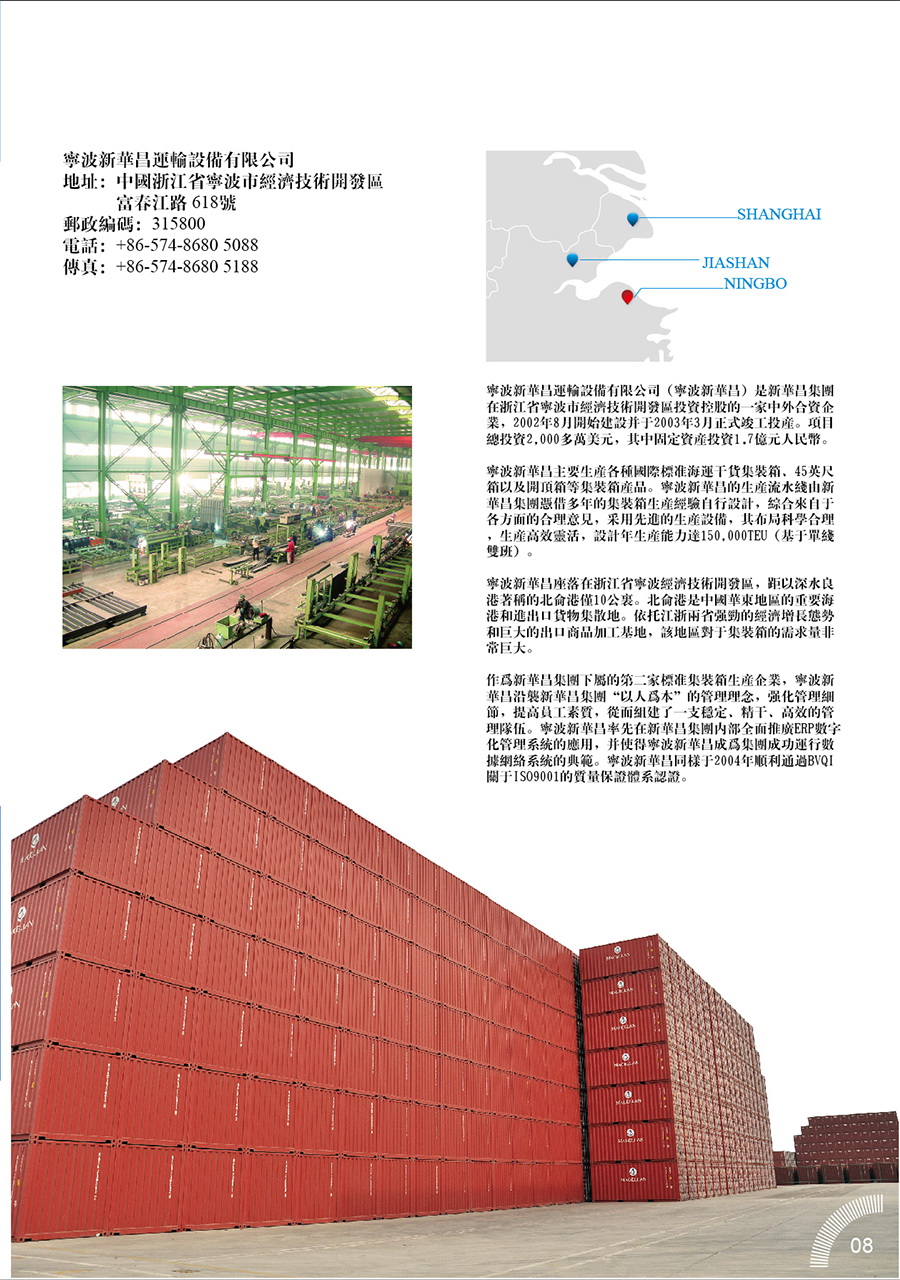 寧波新華昌運輸設備有限公司
地址：中國浙江省寧波市經濟技術開發區
富春江路 618號
郵政編碼：315800
電話：+86-574-8680 5088
傳真：+86-574-8680 5188
SHANGHAI
JIASHAN
NINGBO
寧波新華昌運輸設備有限公司（寧波新華昌）是新華昌集團
在浙江省寧波市經濟技術開發區投資控股的一家中外合資企
業，2002年8月開始建設并于2003年3月正式竣工投産。項目
總投資2,000多萬美元，其中固定資産投資1.7億元人民幣。
寧波新華昌主要生産各種國際標准海運干货集裝箱、45英尺
箱以及開頂箱等集裝箱産品。寧波新華昌的生産流水綫由新
華昌集團憑借多年的集裝箱生産經驗自行設計，綜合來自于
各方面的合理意見，采用先進的生産設備，其布局科學合理
，生産高效靈活，設計年生産能力達150,000TEU（基于單綫
雙班）。
寧波新華昌座落在浙江省寧波經濟技術開發區，距以深水良
港著稱的北侖港僅10公裏。北侖港是中國華東地區的重要海
港和進出口貨物集散地。依托江浙兩省强勁的經濟增長態勢
和巨大的出口商品加工基地，該地區對于集裝箱的需求量非
常巨大。
作爲新華昌集團下屬的第二家標准集裝箱生産企業，寧波新
華昌沿襲新華昌集團“以人爲本”的管理理念，强化管理細
節，提高員工素質，從而組建了一支穩定、精干、高效的管
理隊伍。寧波新華昌率先在新華昌集團内部全面推廣ERP數字
化管理系統的應用，并使得寧波新華昌成爲集團成功運行數
據網絡系統的典範。寧波新華昌同樣于2004年順利通過BVQI
關于ISO9001的質量保證體系認證。
MAGELLAN
MAGELLAN
MAGELLAN
MAGELLAN
MAGELLAN
MAGELLAN
MAGELLAN
08